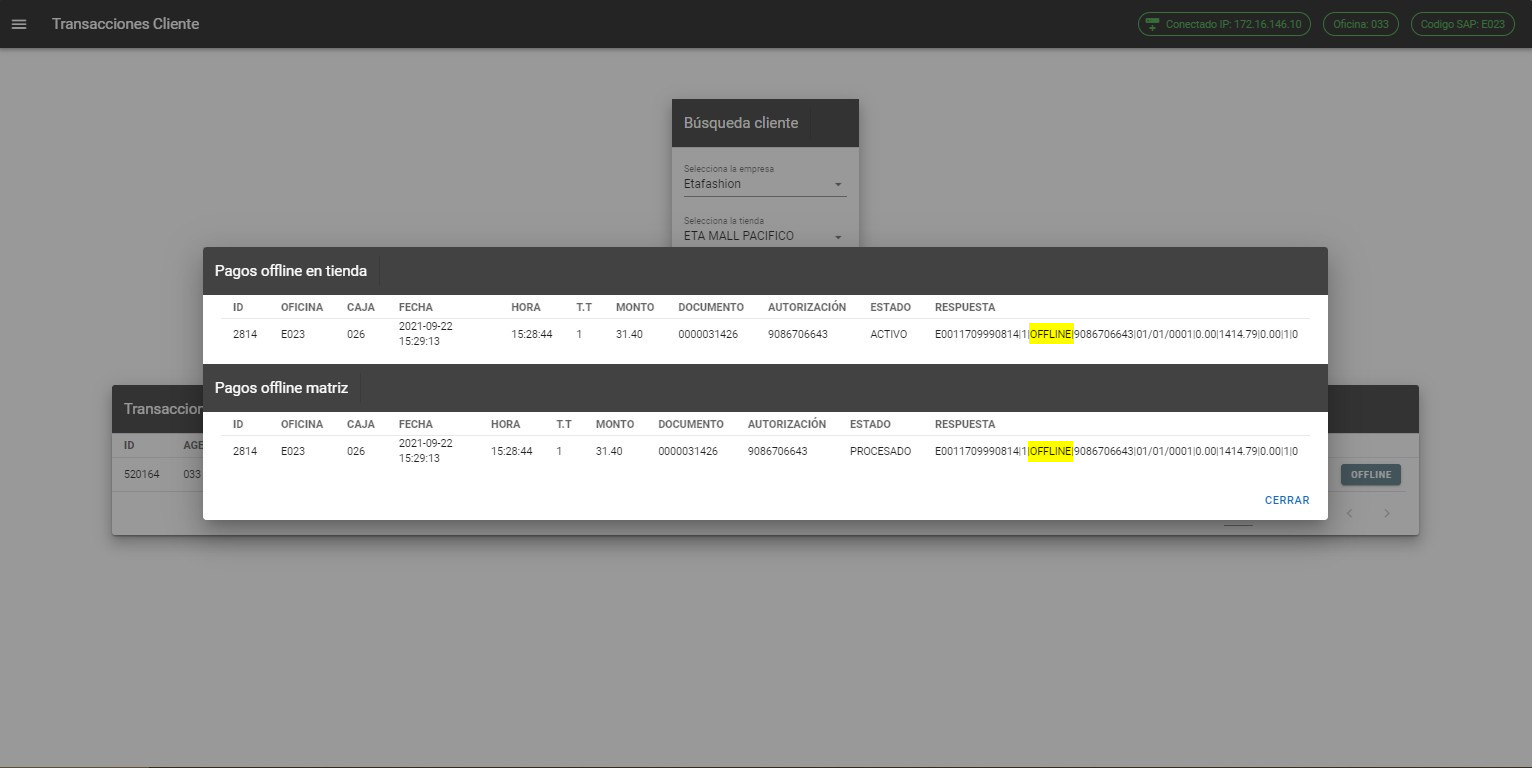 Transacciones Cliente
Conectado IP: 172.16.146.10
Oficina: 033
Codigo SAP: E023
Búsqueda cliente
Selecciona la empresa
Etafashion
Selecciona la tienda
ETA MALL PACIFICO
Pagos offline en tienda
ID OFICINA CAJA FECHA HORA T.T MONTO DOCUMENTO AUTORIZACIÓN ESTADO RESPUESTA
2814 E023 026 2021-09-22 15:29:13 15:28:44 1 31.40 0000031426 9086706643 ACTIVO E0011709990814|1|OFFLINE|9086706643|01/01/0001|0.00|1414.79|0.00|1|0
Pagos offline matriz
ID OFICINA CAJA FECHA HORA T.T MONTO DOCUMENTO AUTORIZACIÓN ESTADO RESPUESTA
2814 E023 026 2021-09-22 15:29:13 15:28:44 1 31.40 0000031426 9086706643 PROCESADO E0011709990814|1|OFFLINE|9086706643|01/01/0001|0.00|1414.79|0.00|1|0
CERRAR
Transaccion
ID AGE
520164 033
OFFLINE